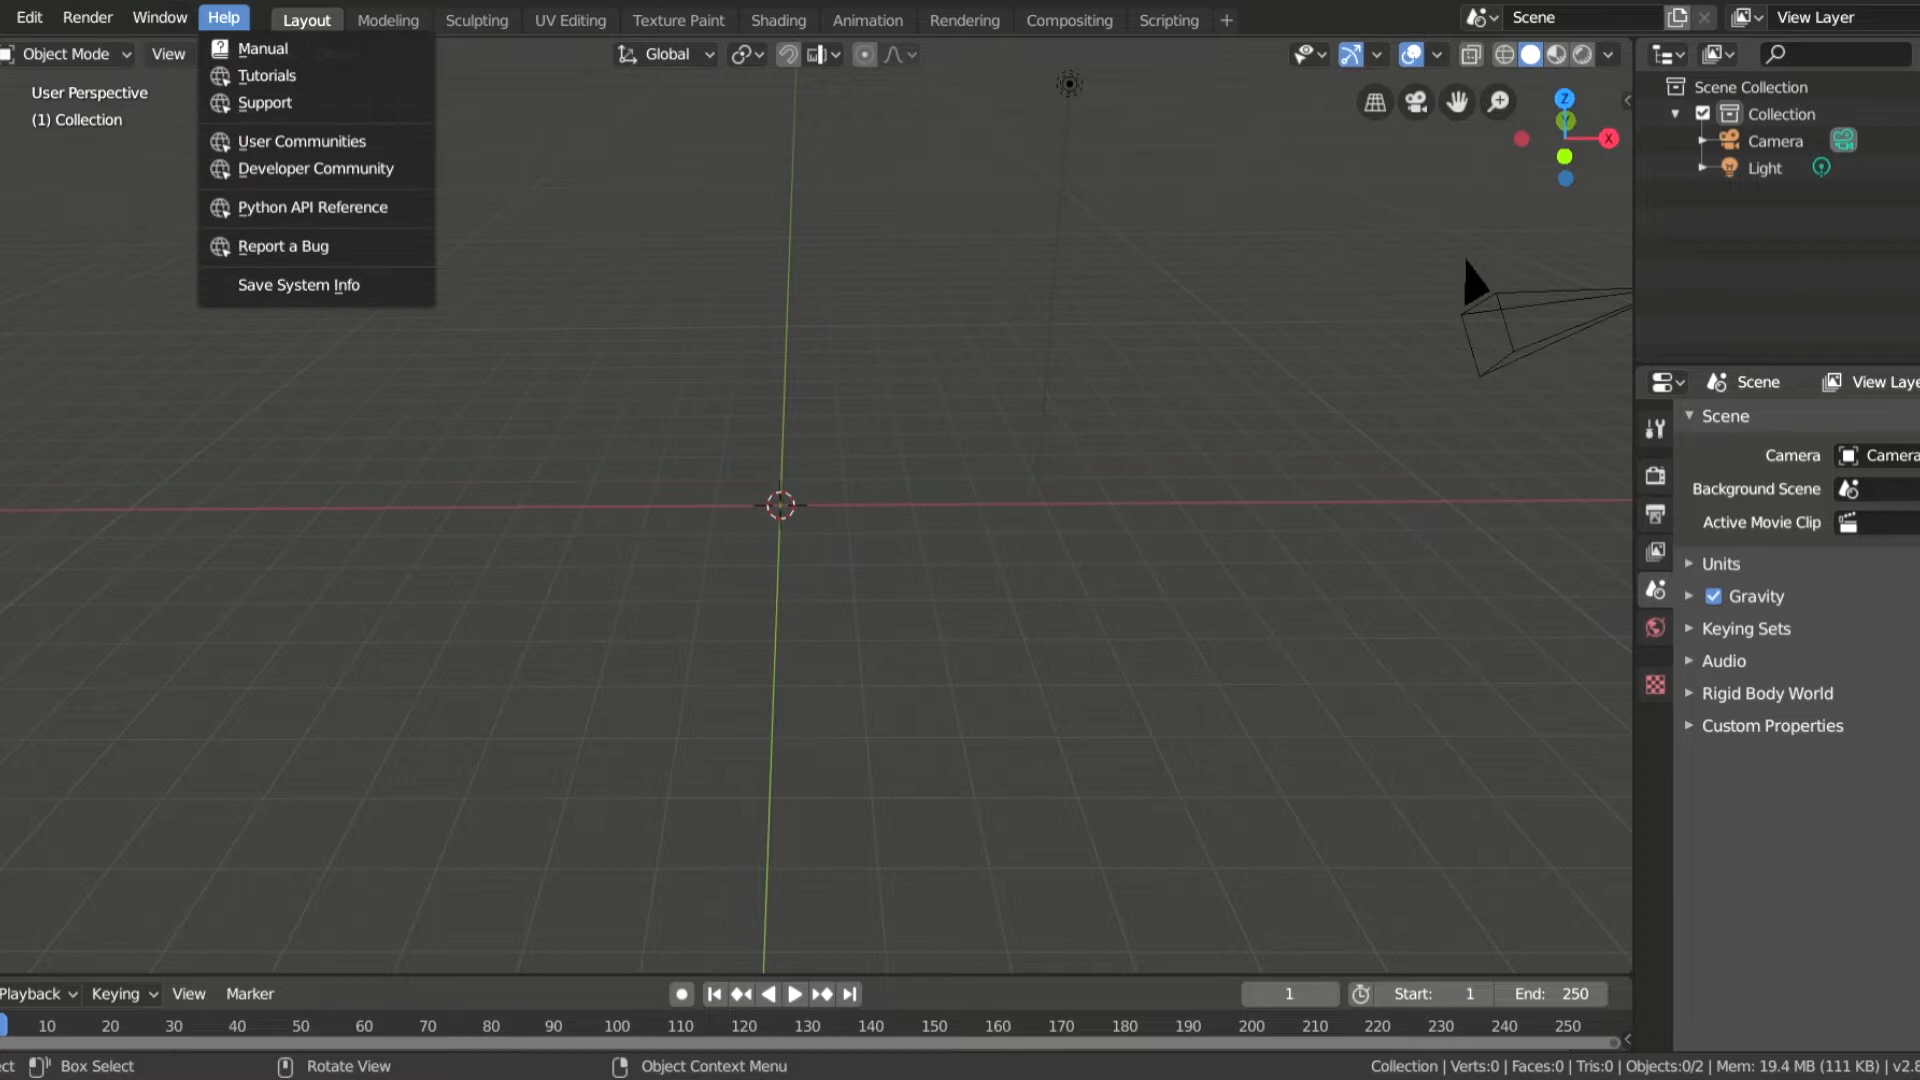 Edit Render Window Help Layout Modeling Sculpting UV Editing Texture Paint Shading Animation Rendering Compositing Scripting + Scene View Layer
Object Mode View Global
User Perspective
(1) Collection
Manual
Tutorials
Support
User Communities
Developer Community
Python API Reference
Report a Bug
Save System Info
Z
Y
X
Scene Collection
Collection
Camera
Light
Scene View Laye
Scene
Camera Camera
Background Scene
Active Movie Clip
Units
Gravity
Keying Sets
Audio
Rigid Body World
Custom Properties
Playback Keying View Marker 1 Start: 1 End: 250
10 20 30 40 50 60 70 80 90 100 110 120 130 140 150 160 170 180 190 200 210 220 230 240 250
ct Box Select Rotate View Object Context Menu Collection | Verts:0 | Faces:0 | Tris:0 | Objects:0/2 | Mem: 19.4 MB (111 KB) | v2.8